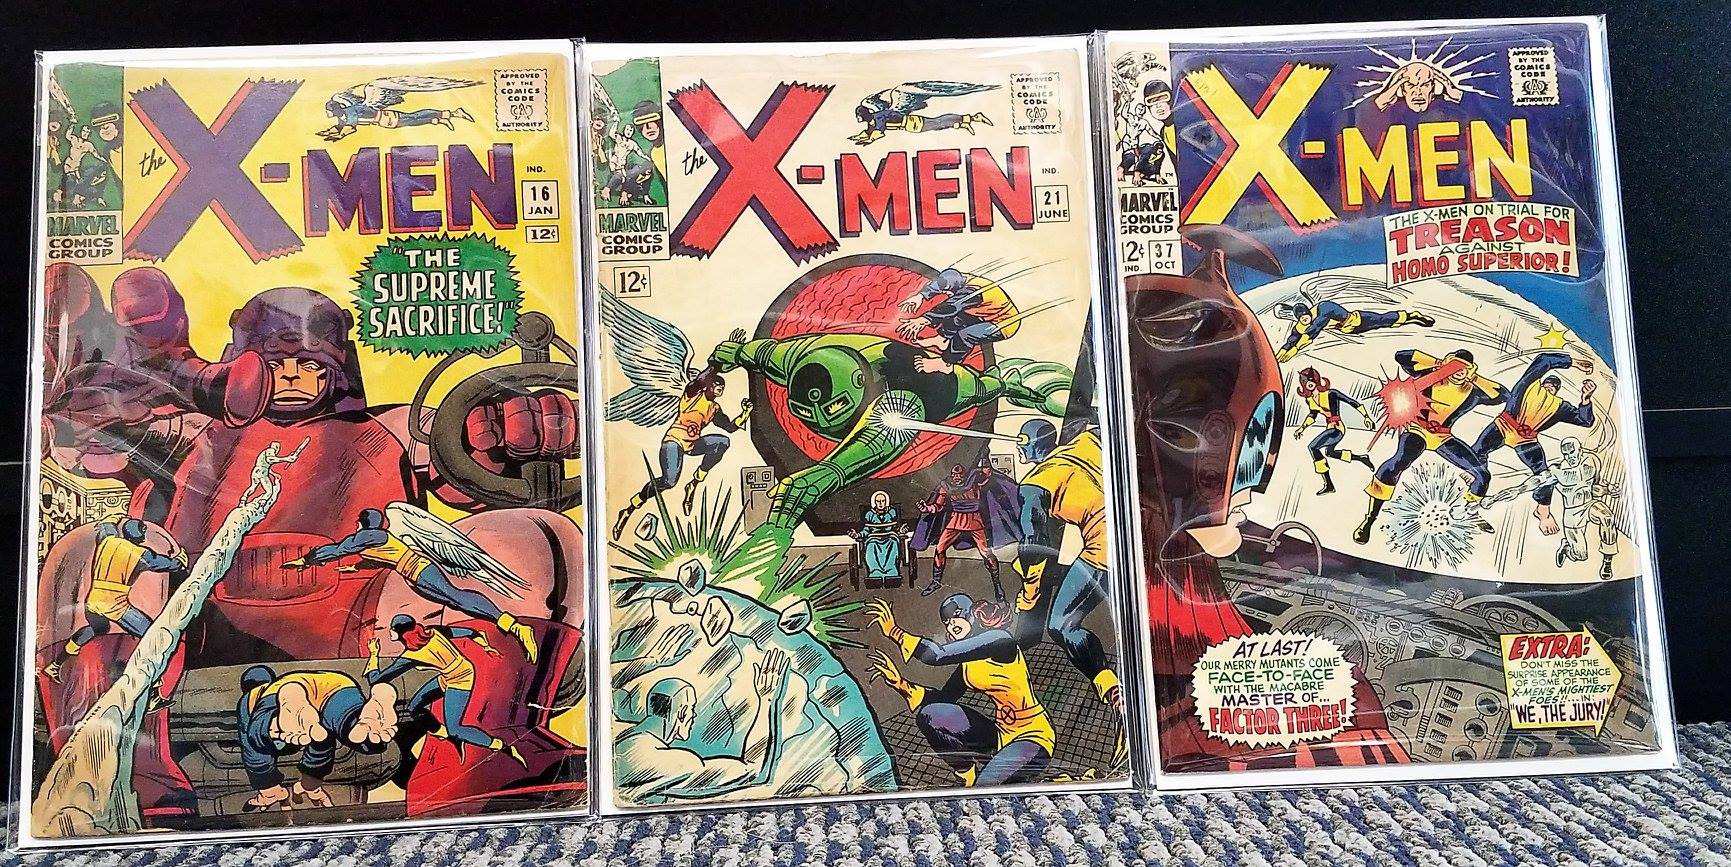 the X-MEN
APPROVED
BY THE
COMICS
CODE
CA
AUTHORITY
IND.
16
JAN
12¢
MARVEL
COMICS
GROUP
"THE
SUPREME
SACRIFICE!"
the X-MEN
APPROVED
BY THE
COMICS
CODE
CA
AUTHORITY
IND.
21
JUNE
MARVEL
COMICS
GROUP
12¢
X-MEN
APPROVED
BY THE
COMICS
CODE
CA
AUTHORITY
TM
MARVEL
COMICS
GROUP
12¢
IND.
37
OCT
THE X-MEN ON TRIAL FOR
TREASON
AGAINST
HOMO SUPERIOR!
AT LAST!
OUR MERRY MUTANTS COME
FACE-TO-FACE
WITH THE MACABRE
MASTER OF...
FACTOR THREE!
EXTRA:
DON'T MISS THE
SURPRISE APPEARANCE
OF SOME OF THE
X-MEN'S MIGHTIEST
FOES!... IN:
"WE, THE JURY!"